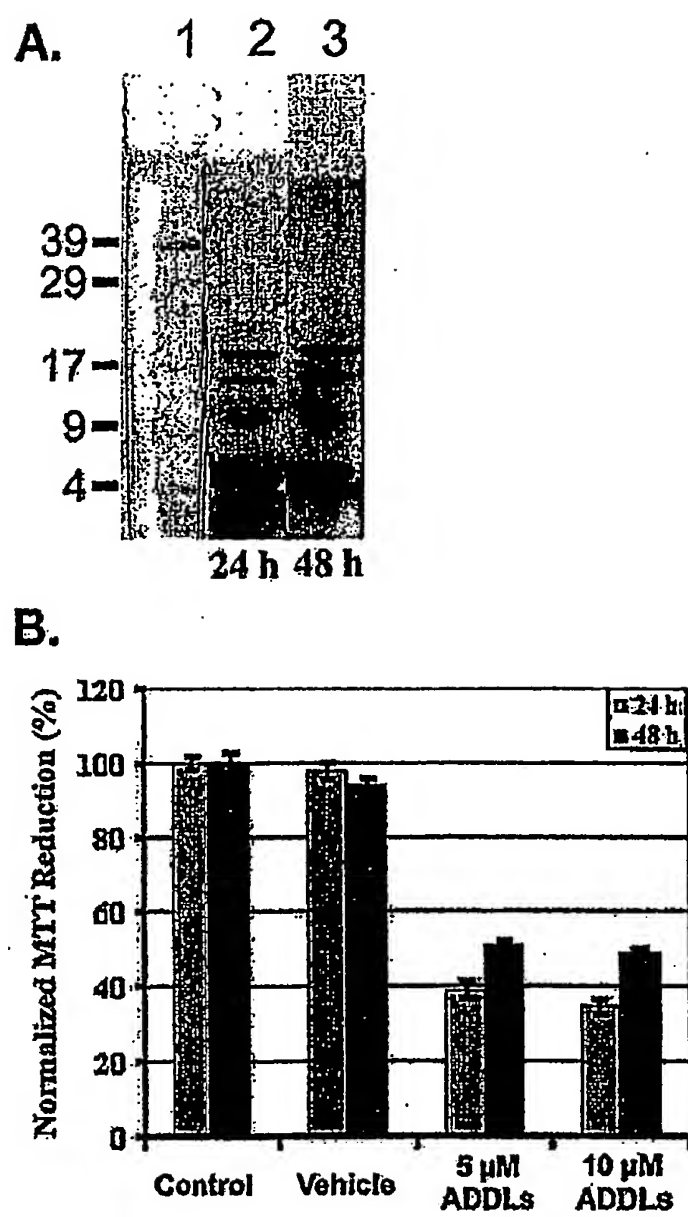 A.
1 2 3
39
29
17
9
4
24 h 48 h
B.
Normalized MTT Reduction (%)
120
100
80
60
40
20
0
24 h
48 h
Control Vehicle 5 µM ADDLs 10 µM ADDLs